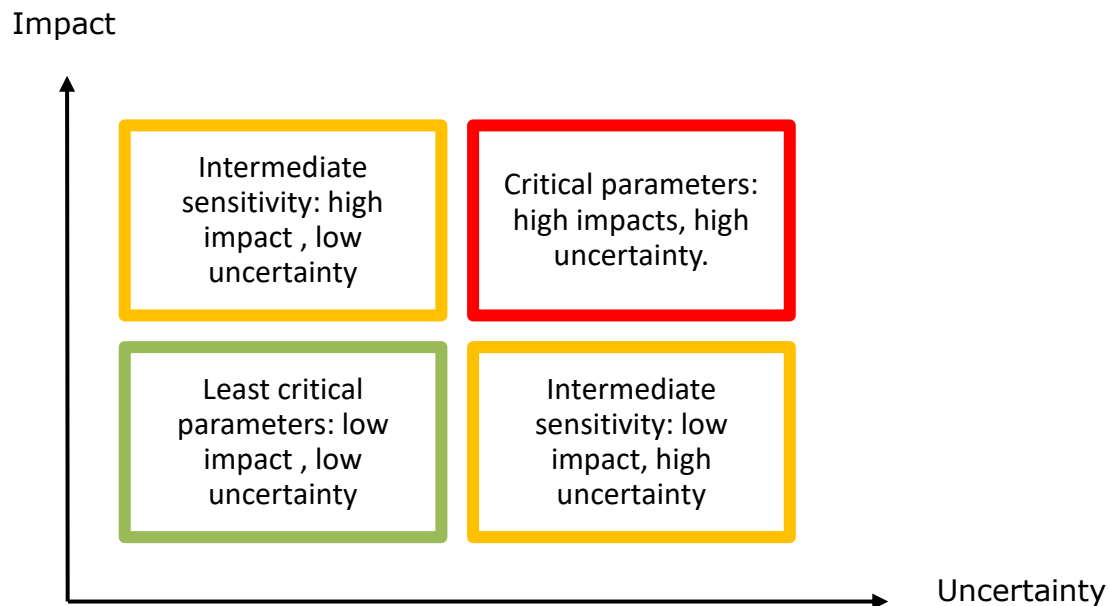 Impact
Intermediate
sensitivity: high
impact , low
uncertainty
Critical parameters:
high impacts, high
uncertainty.
Least critical
parameters: low
impact , low
uncertainty
Intermediate
sensitivity: low
impact, high
uncertainty
Uncertainty